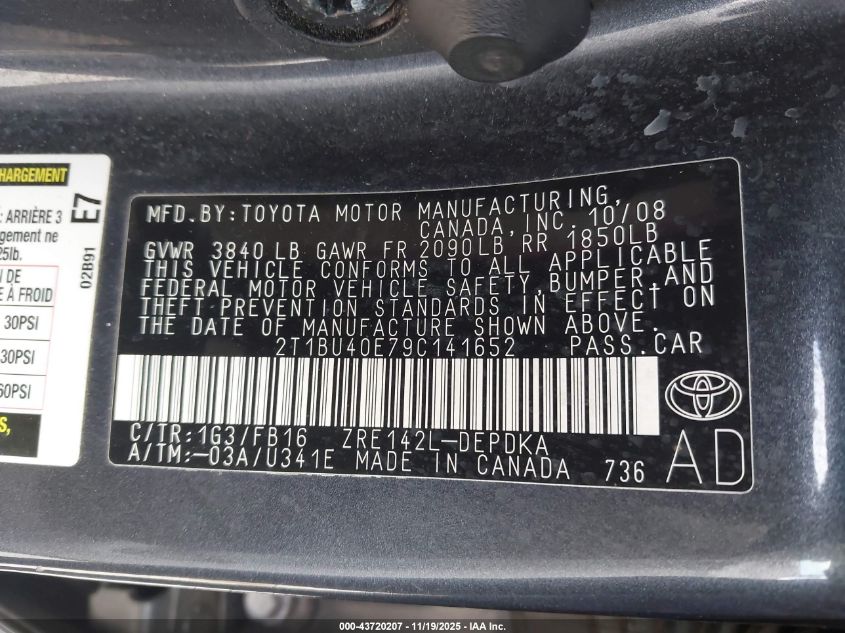 CHARGEMENT
: ARRIÈRE 3
gement ne
25lb.
N DE
E À FROID
30PSI
30PSI
60PSI
S,
E7
02B91
MFD.BY:TOYOTA MOTOR MANUFACTURING,
CANADA, INC. 10/08
GVWR 3840 LB GAWR FR 2090LB RR 1850LB
THIS VEHICLE CONFORMS TO ALL APPLICABLE
FEDERAL MOTOR VEHICLE SAFETY, BUMPER, AND
THEFT PREVENTION STANDARDS IN EFFECT ON
THE DATE OF MANUFACTURE SHOWN ABOVE.
2T1BU40E79C141652 PASS.CAR
C/TR:1G3/FB16 ZRE142L-DEPDKA
A/TM:-03A/U341E MADE IN CANADA 736
AD
000-43720207 - 11/19/2025 - IAA Inc.